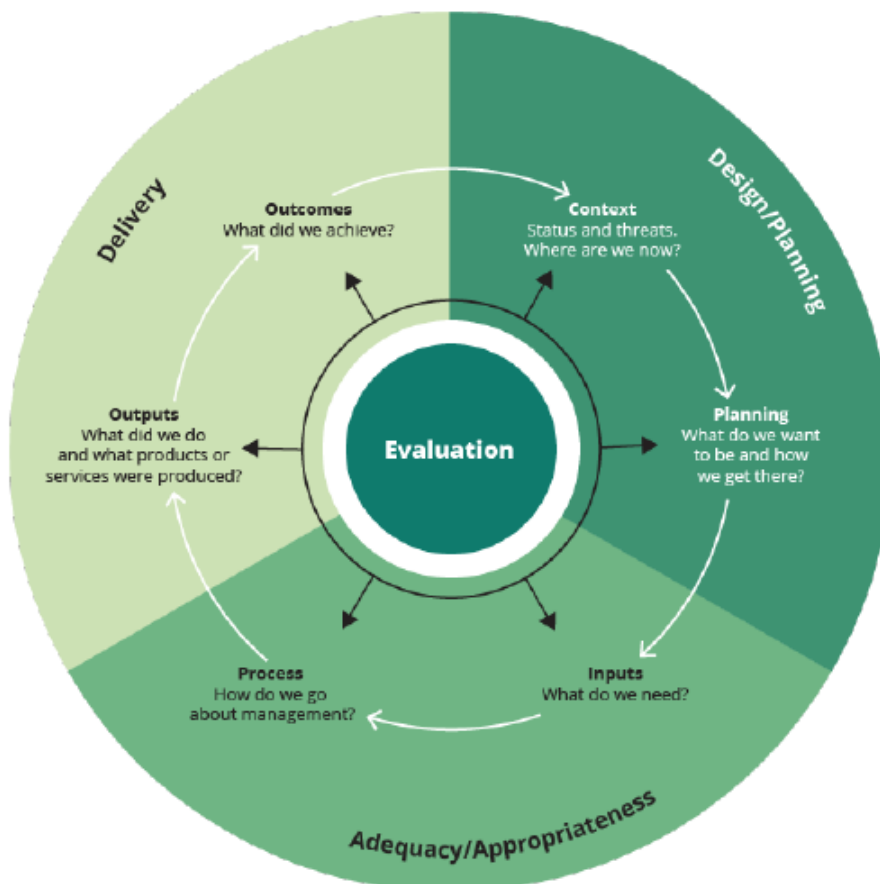 Delivery
Design/Planning
Outcomes
What did we achieve?
Context
Status and threats.
Where are we now?
Outputs
What did we do
and what products or
services were produced?
Evaluation
Planning
What do we want
to be and how
we get there?
Process
How do we go
about management?
Inputs
What do we need?
Adequacy/Appropriateness